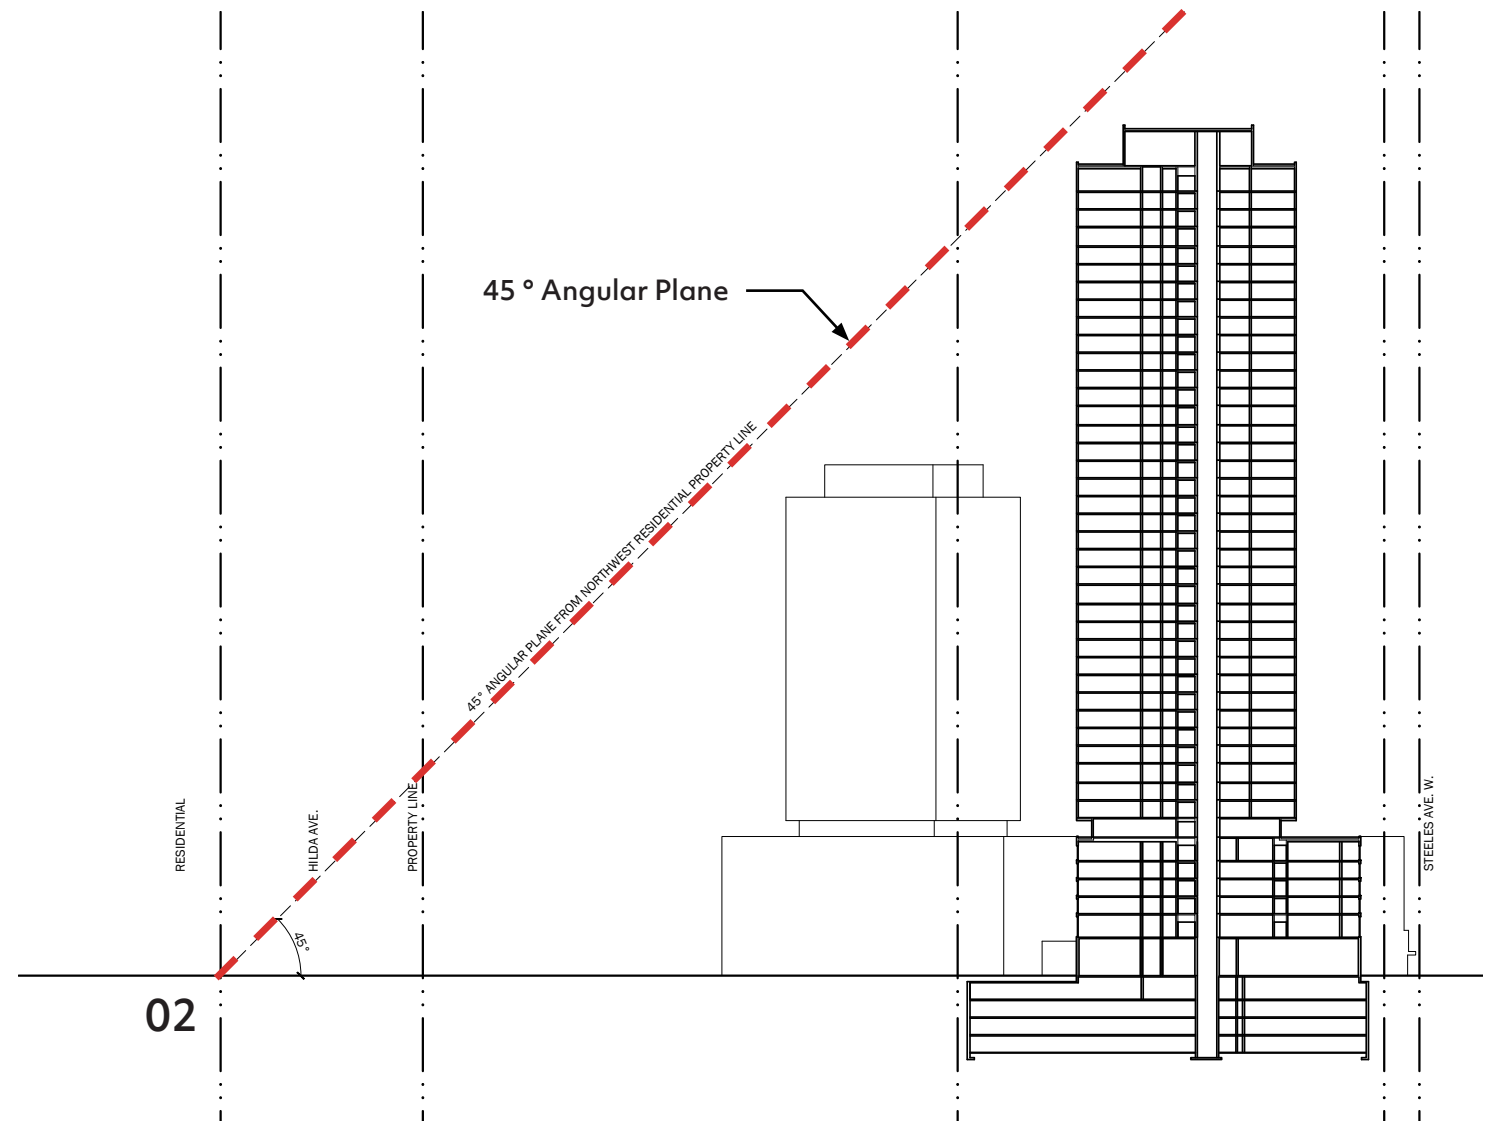 45 ° Angular Plane
45° ANGULAR PLANE FROM NORTHWEST RESIDENTIAL PROPERTY LINE
RESIDENTIAL
HILDA AVE.
PROPERTY LINE
STEELES AVE. W.
45°
02